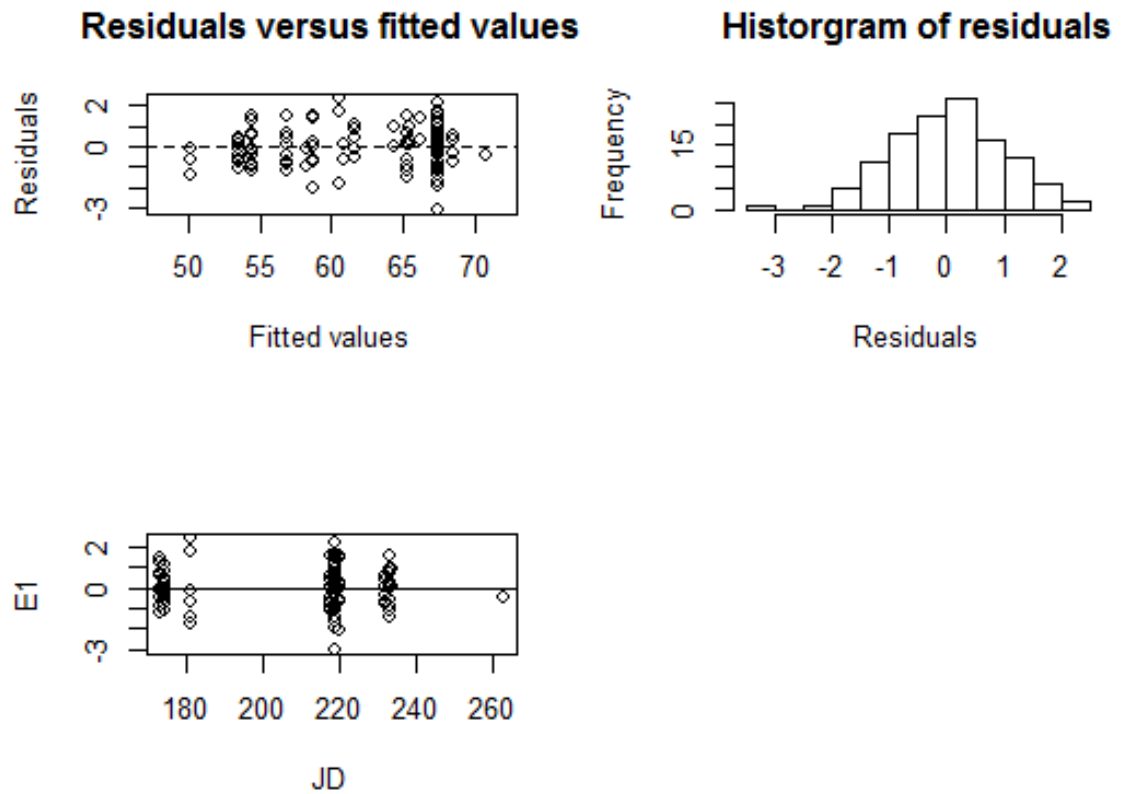 Residuals versus fitted values
Residuals
2
0
-3
50 55 60 65 70
Fitted values
Historgram of residuals
Frequency
15
0
-3 -2 -1 0 1 2
Residuals
E1
2
0
-3
180 200 220 240 260
JD